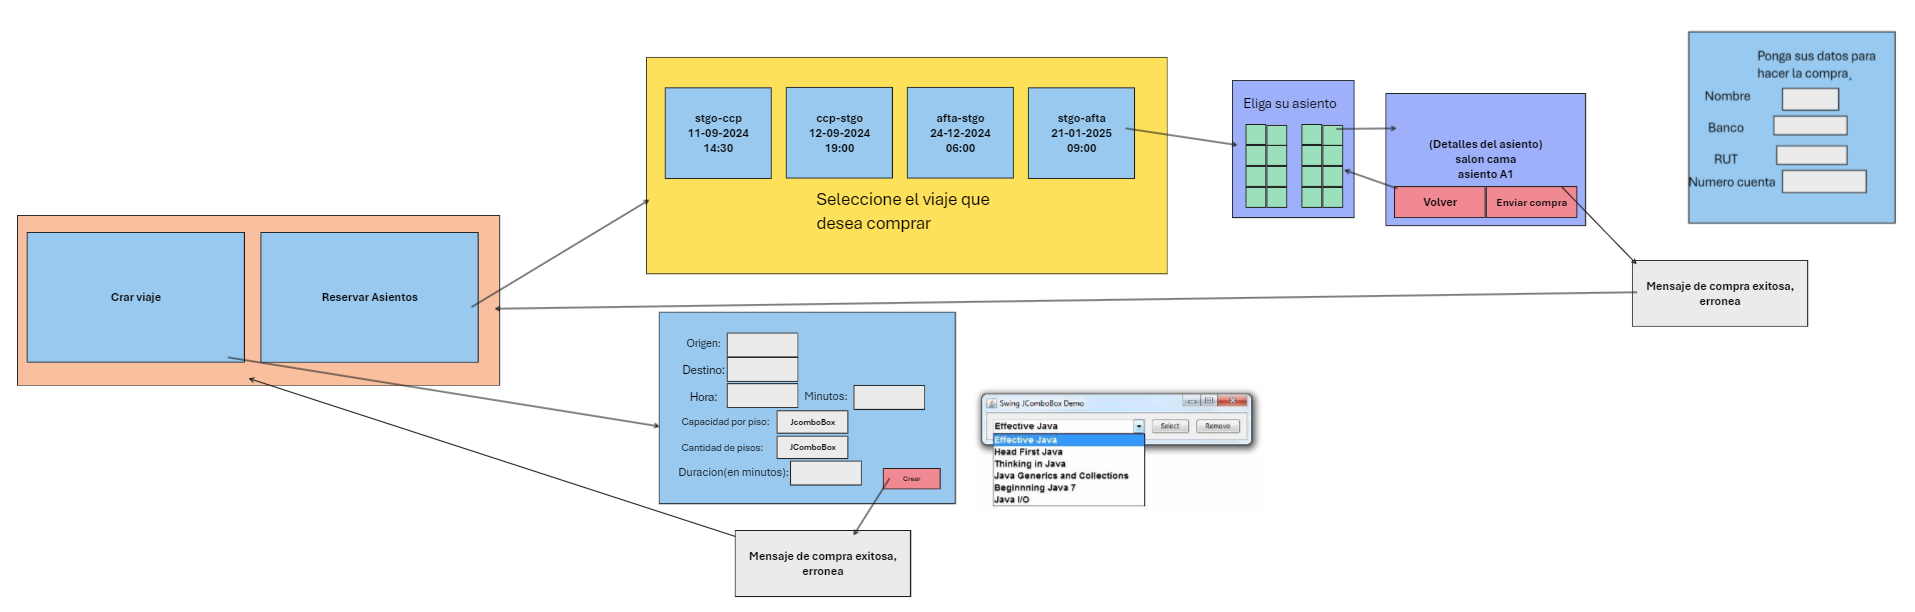 Crar viaje
Reservar Asientos
stgo-ccp
11-09-2024
14:30
ccp-stgo
12-09-2024
19:00
afta-stgo
24-12-2024
06:00
stgo-afta
21-01-2025
09:00
Seleccione el viaje que
desea comprar
Eliga su asiento
(Detalles del asiento)
salon cama
asiento A1
Volver
Enviar compra
Ponga sus datos para
hacer la compra.
Nombre
Banco
RUT
Numero cuenta
Mensaje de compra exitosa,
erronea
Origen:
Destino:
Hora:
Minutos:
Capacidad por piso:
JcomboBox
Cantidad de pisos:
JComboBox
Duracion(en minutos):
Crear
Mensaje de compra exitosa,
erronea
Swing JComboBox Demo
Effective Java
Select
Remove
Effective Java
Head First Java
Thinking in Java
Java Generics and Collections
Beginnning Java 7
Java I/O